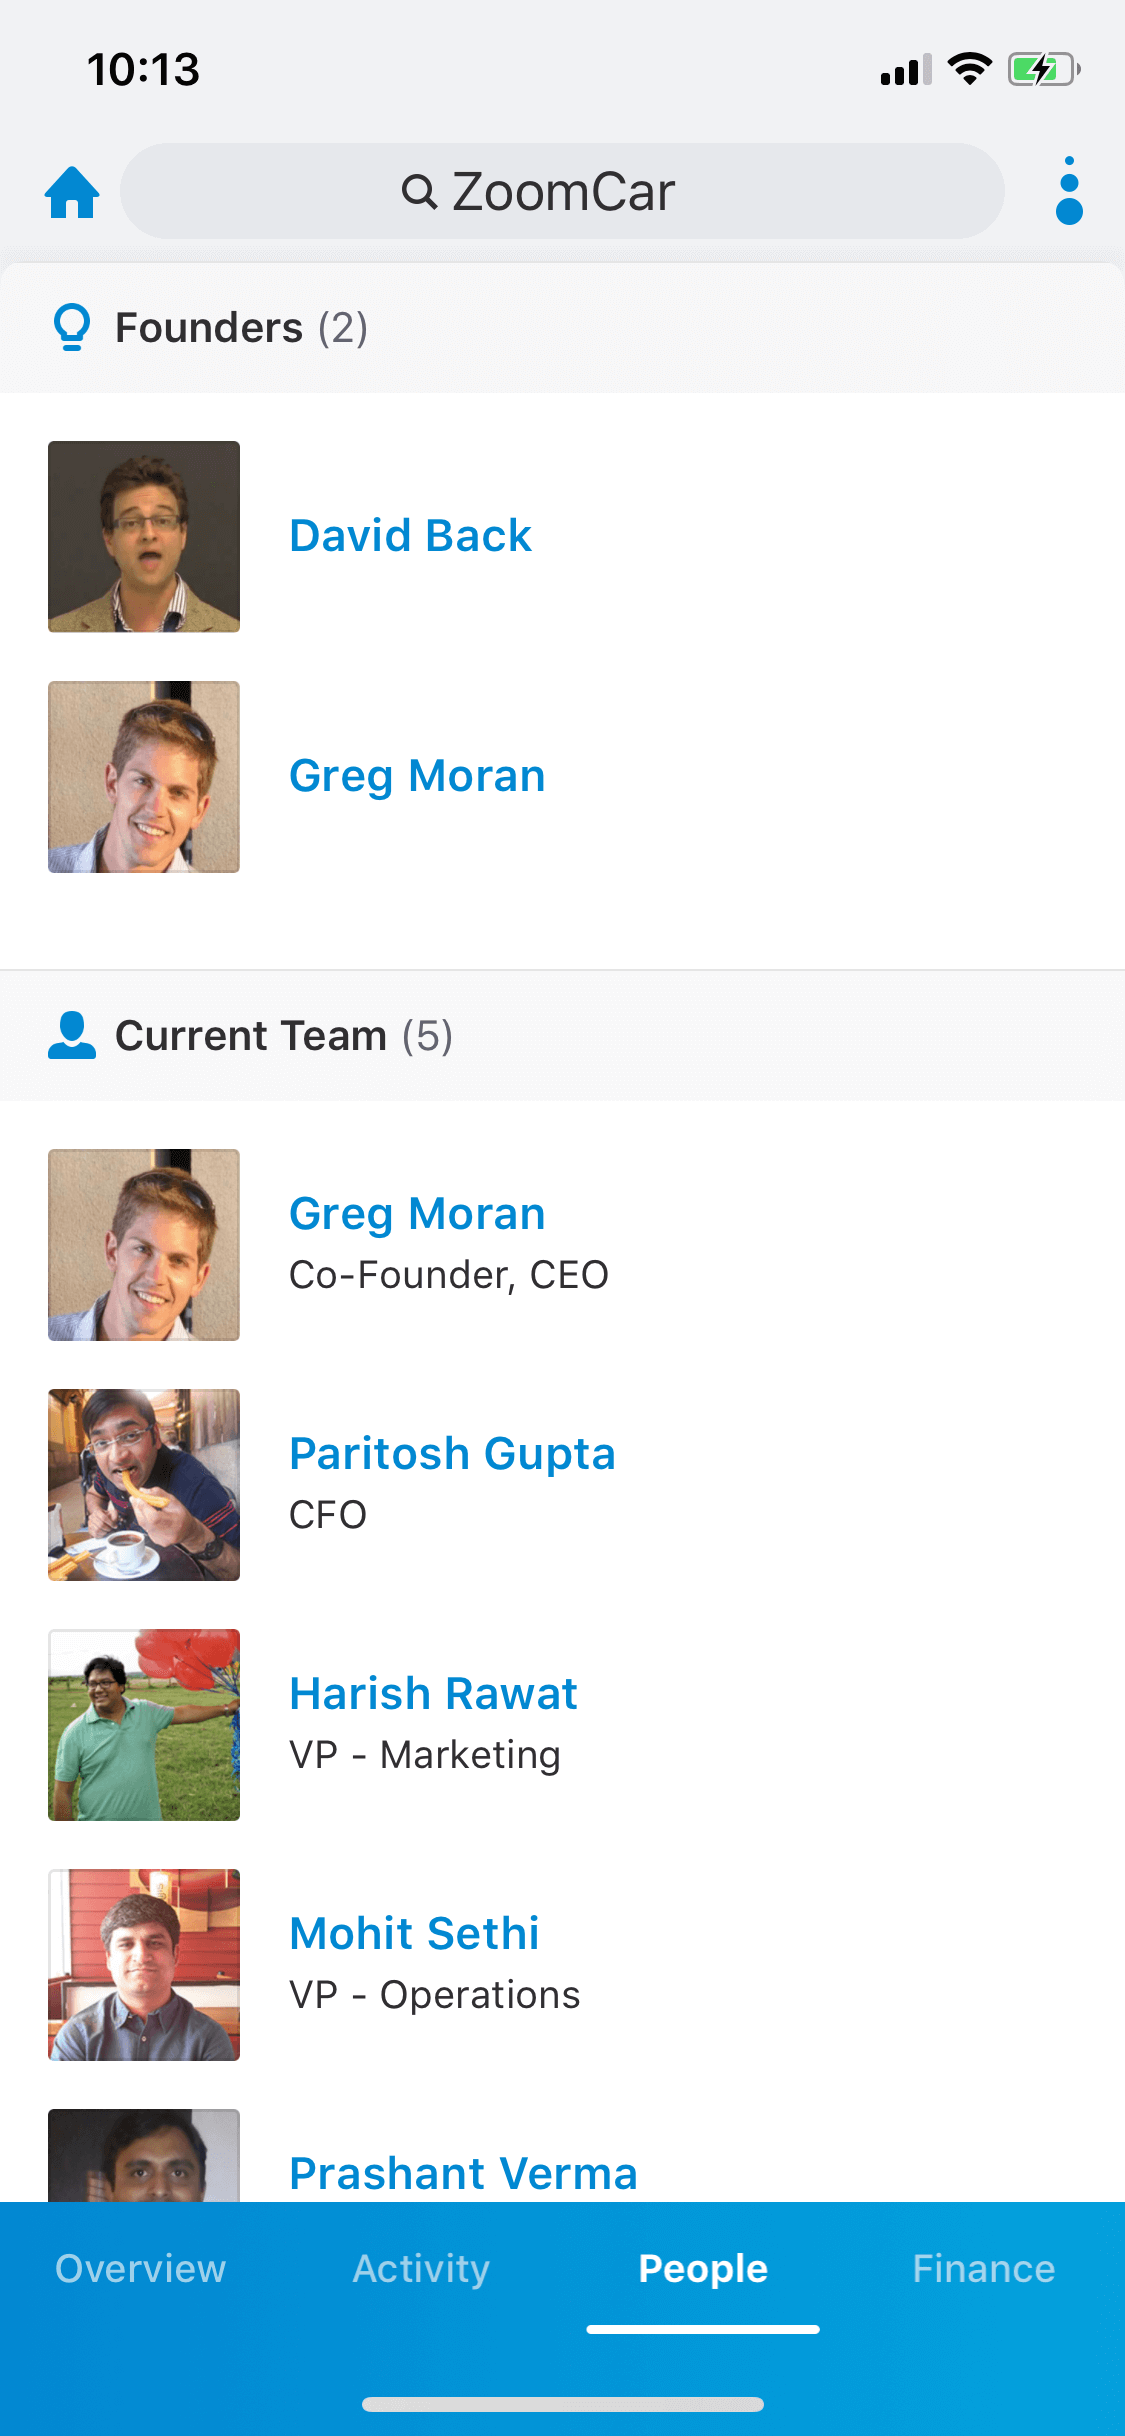 10:13
ZoomCar
Founders (2)
David Back
Greg Moran
Current Team (5)
Greg Moran
Co-Founder, CEO
Paritosh Gupta
CFO
Harish Rawat
VP - Marketing
Mohit Sethi
VP - Operations
Prashant Verma
Overview Activity People Finance